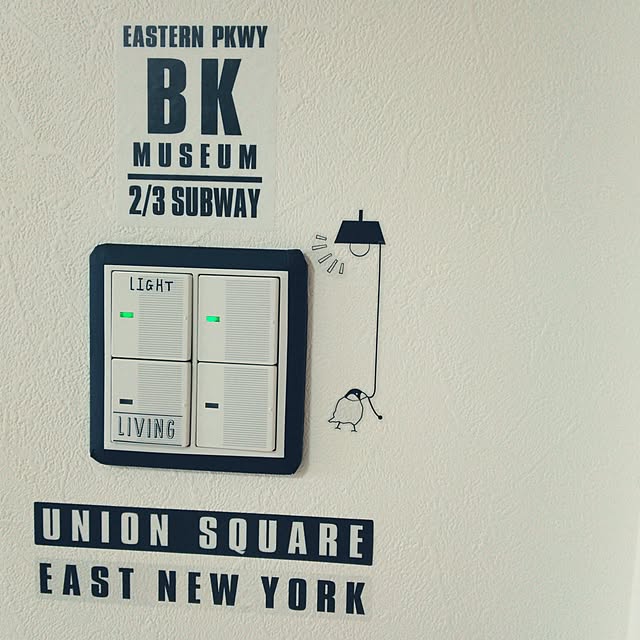 EASTERN PKWY
BK
MUSEUM
2/3 SUBWAY
LIGHT
LIVING
UNION SQUARE
EAST NEW YORK